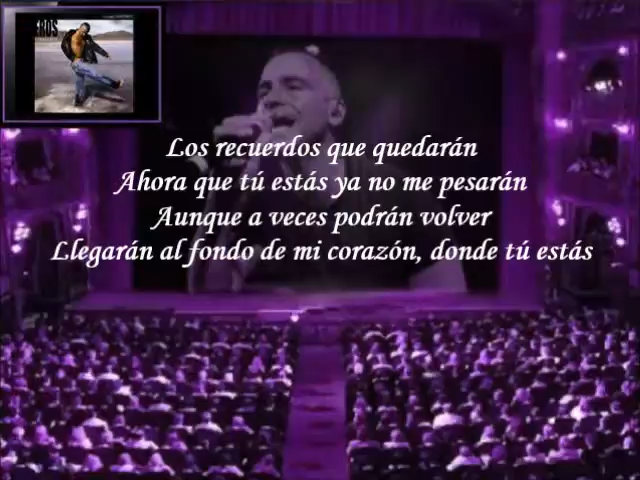 EROS
Los recuerdos que quedarán
Ahora que tú estás ya no me pesarán
Aunque a veces podrán volver
Llegarán al fondo de mi corazón, donde tú estás